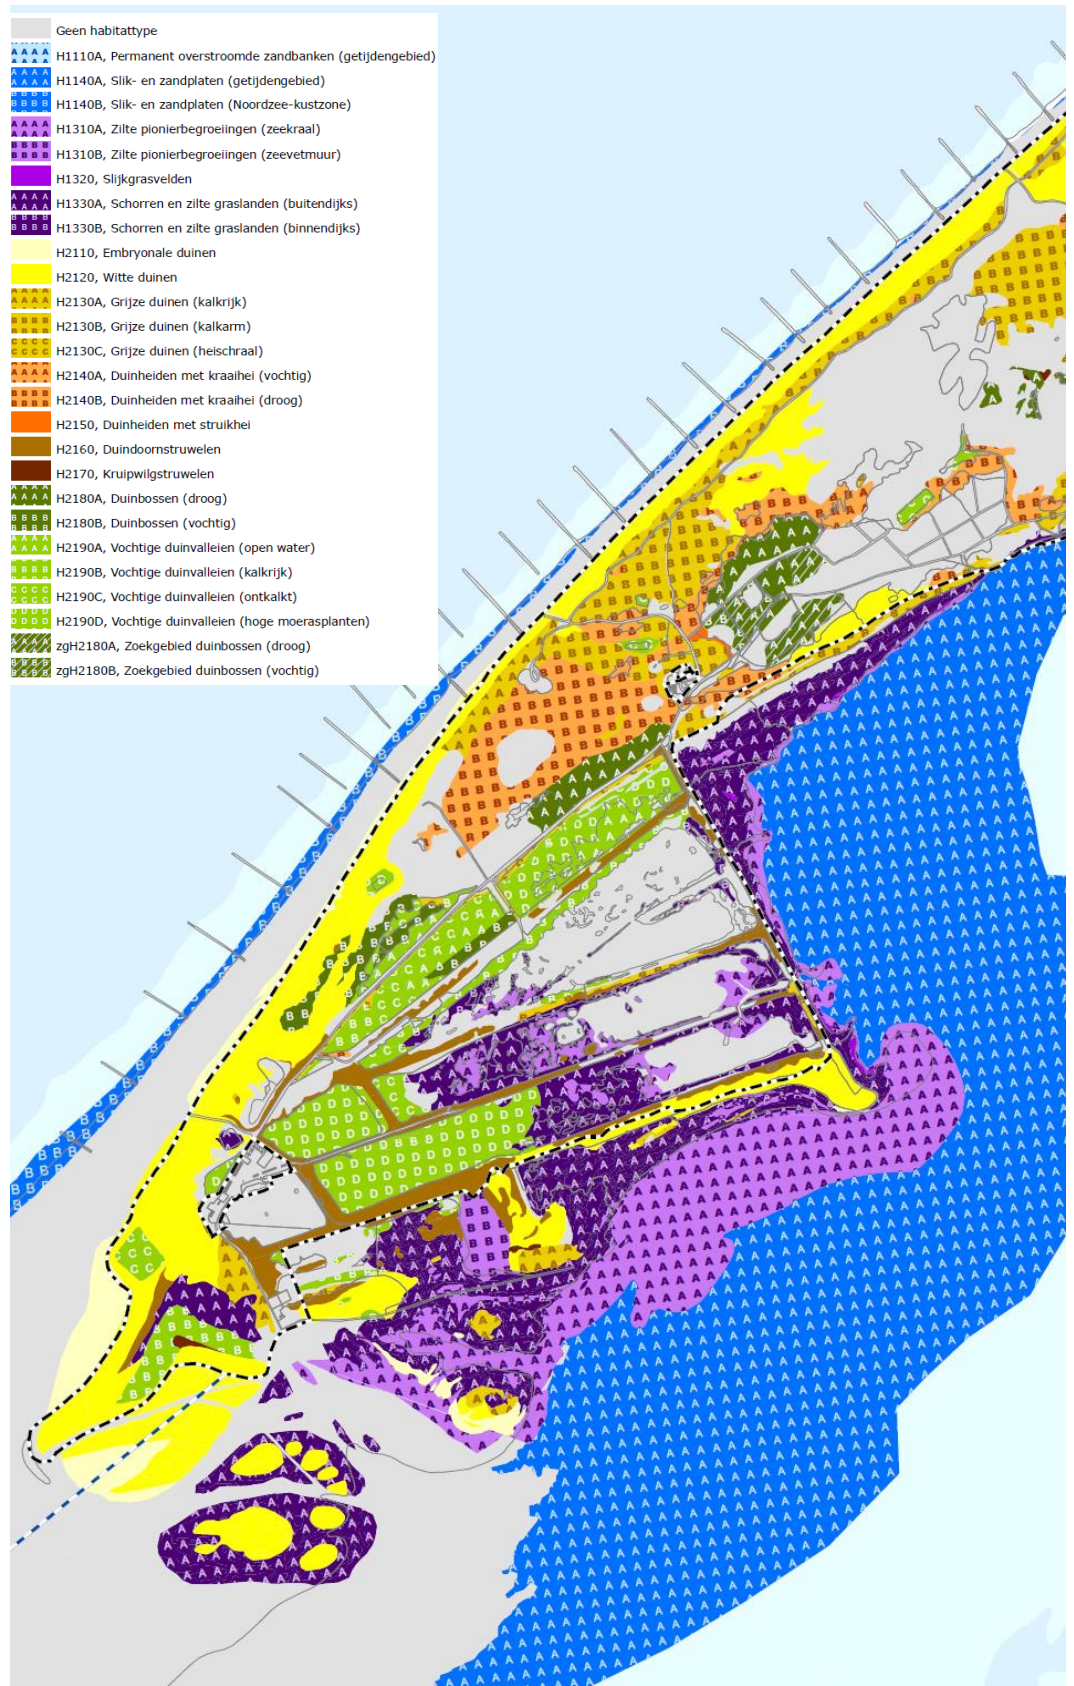 Geen habitattype
H1110A, Permanent overstroomde zandbanken (getijdengebied)
H1140A, Slik- en zandplaten (getijdengebied)
H1140B, Slik- en zandplaten (Noordzee-kustzone)
H1310A, Zilte pionierbegroeiingen (zeekraal)
H1310B, Zilte pionierbegroeiingen (zeevetmuur)
H1320, Slijkgrasvelden
H1330A, Schorren en zilte graslanden (buitendijks)
H1330B, Schorren en zilte graslanden (binnendijks)
H2110, Embryonale duinen
H2120, Witte duinen
H2130A, Grijze duinen (kalkrijk)
H2130B, Grijze duinen (kalkarm)
H2130C, Grijze duinen (heischraal)
H2140A, Duinheiden met kraaihei (vochtig)
H2140B, Duinheiden met kraaihei (droog)
H2150, Duinheiden met struikhei
H2160, Duindoornstruwelen
H2170, Kruipwilgstruwelen
H2180A, Duinbossen (droog)
H2180B, Duinbossen (vochtig)
H2190A, Vochtige duinvalleien (open water)
H2190B, Vochtige duinvalleien (kalkrijk)
H2190C, Vochtige duinvalleien (ontkalkt)
H2190D, Vochtige duinvalleien (hoge moerasplanten)
zgH2180A, Zoekgebied duinbossen (droog)
zgH2180B, Zoekgebied duinbossen (vochtig)